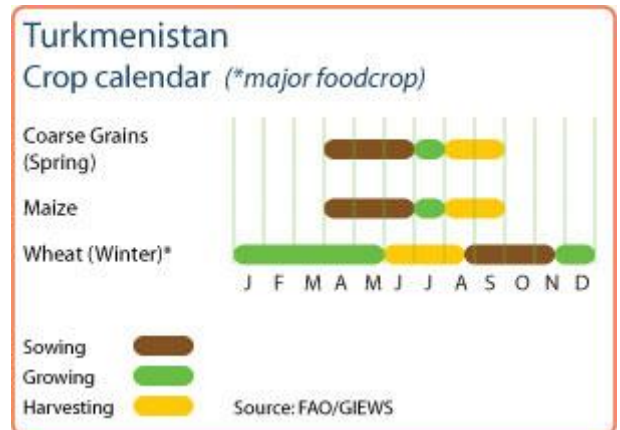 Turkmenistan
Crop calendar (*major foodcrop)
Coarse Grains
(Spring)
Maize
Wheat (Winter)*
J F M A M J J A S O N D
Sowing
Growing
Harvesting
Source: FAO/GIEWS